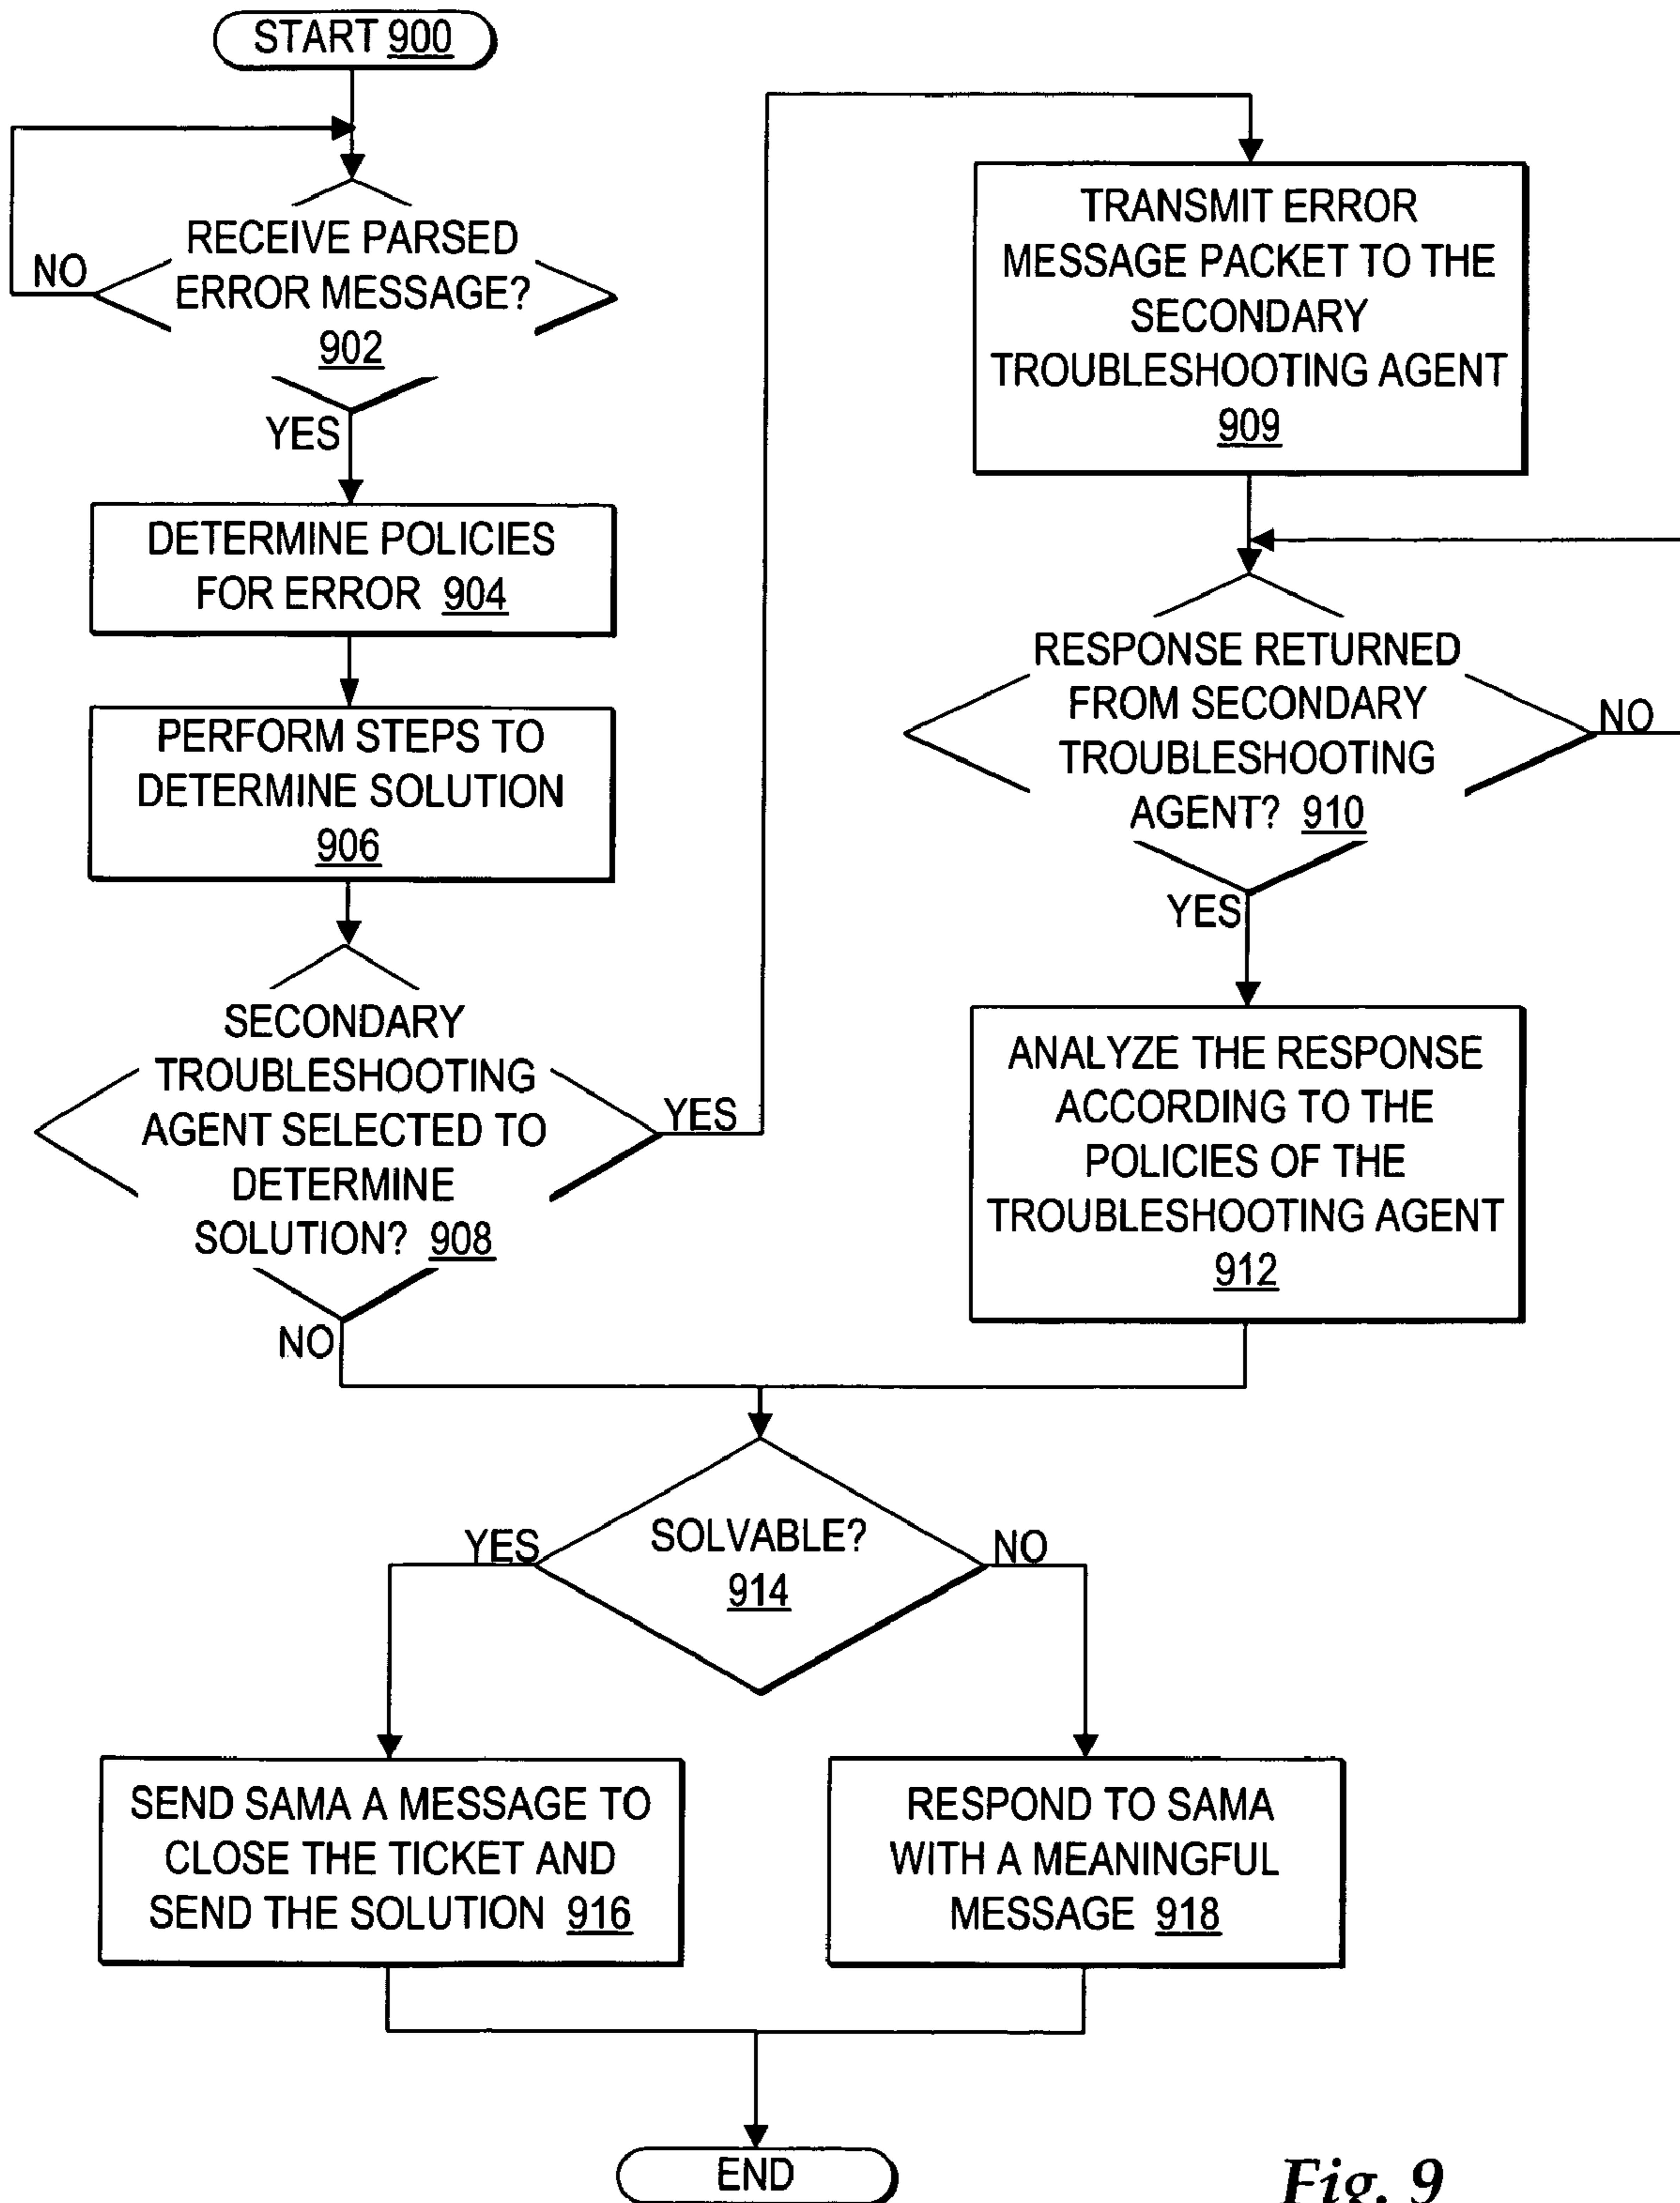 START 900
RECEIVE PARSED
ERROR MESSAGE?
902
NO
YES
DETERMINE POLICIES
FOR ERROR 904
PERFORM STEPS TO
DETERMINE SOLUTION
906
SECONDARY
TROUBLESHOOTING
AGENT SELECTED TO
DETERMINE
SOLUTION? 908
YES
NO
TRANSMIT ERROR
MESSAGE PACKET TO THE
SECONDARY
TROUBLESHOOTING AGENT
909
RESPONSE RETURNED
FROM SECONDARY
TROUBLESHOOTING
AGENT? 910
NO
YES
ANALYZE THE RESPONSE
ACCORDING TO THE
POLICIES OF THE
TROUBLESHOOTING AGENT
912
SOLVABLE?
914
YES
NO
SEND SAMA A MESSAGE TO
CLOSE THE TICKET AND
SEND THE SOLUTION 916
RESPOND TO SAMA
WITH A MEANINGFUL
MESSAGE 918
END
Fig. 9